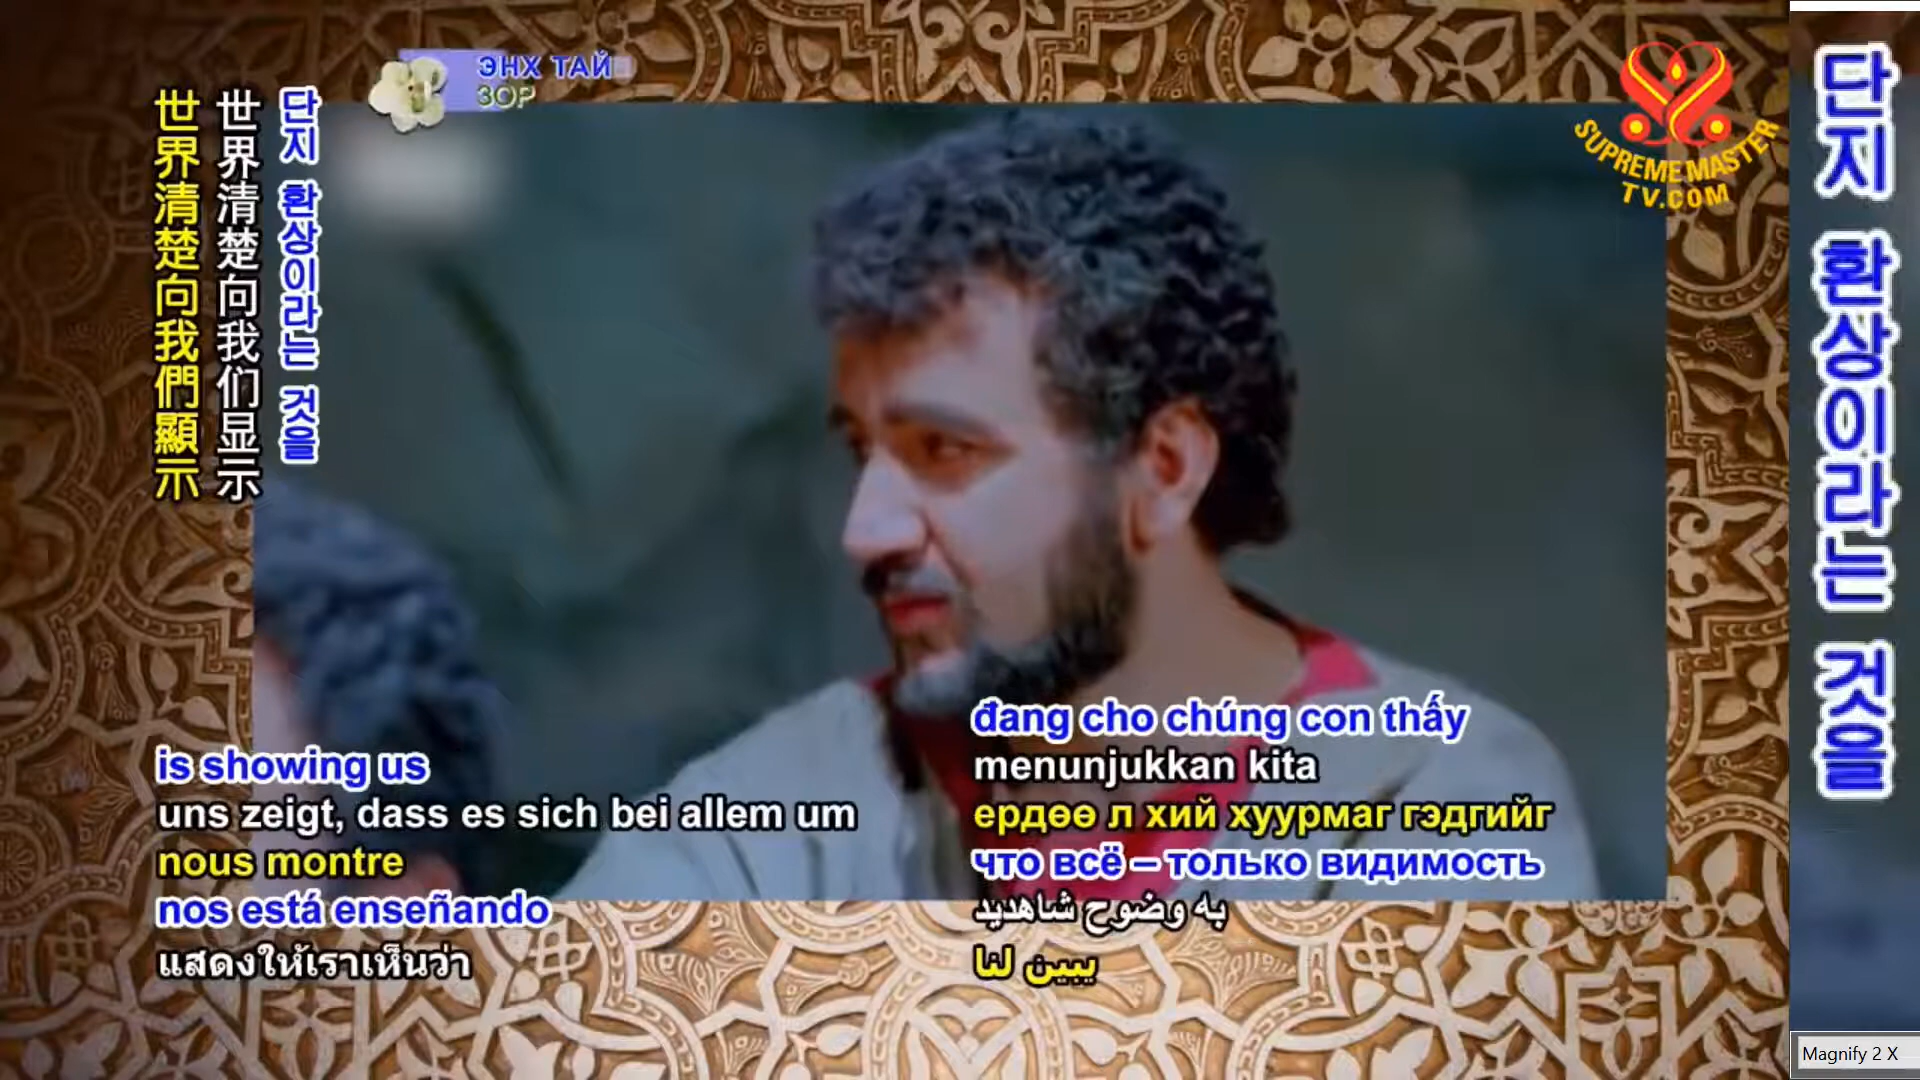 ЭНХ ТАЙ
ЗОР
SUPREME MASTER
TV.COM
단지 환상이라는 것을
世界清楚向我们显示
世界清楚向我們顯示
is showing us
uns zeigt, dass es sich bei allem um
nous montre
nos está enseñando
แสดงให้เราเห็นว่า
đang cho chúng con thấy
menunjukkan kita
ердөө л хий хуурмаг гэдгийг
что всё – только видимость
به وضوح شاهدید
يبين لنا
단지 환상이라는 것을
Magnify 2 X